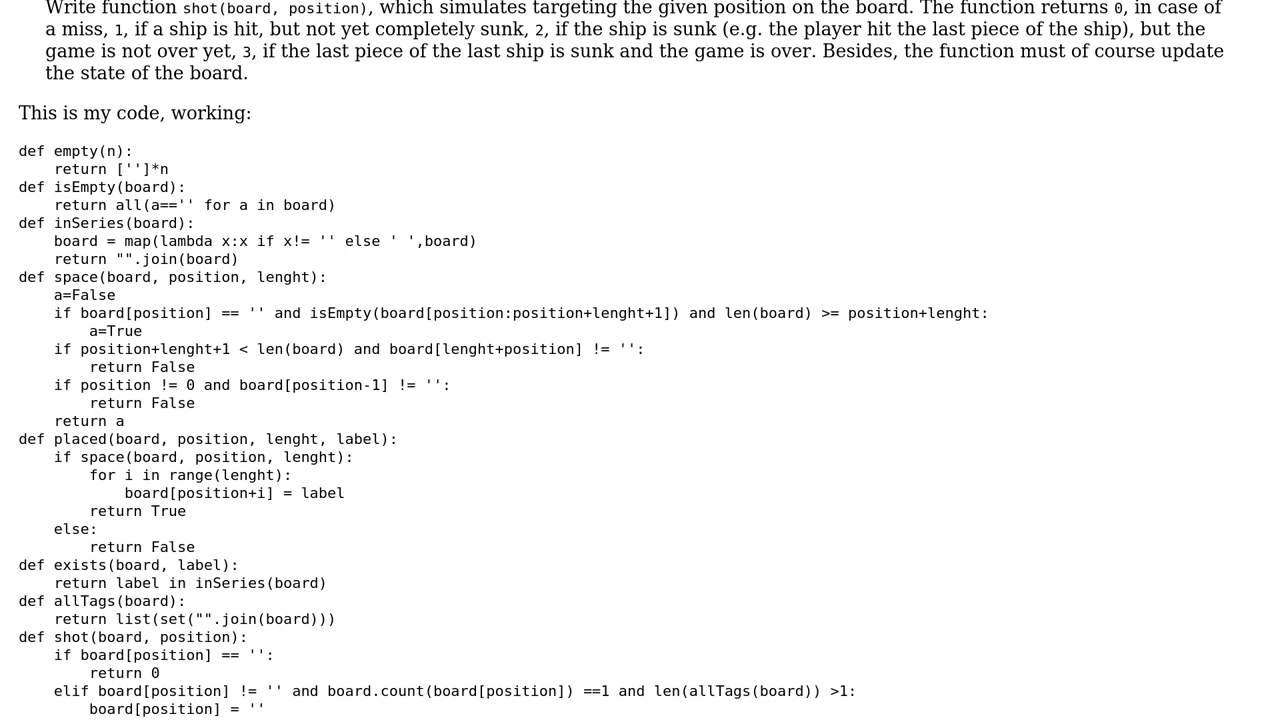 Write function shot(board, position), which simulates targeting the given position on the board. The function returns 0, in case of
a miss, 1, if a ship is hit, but not yet completely sunk, 2, if the ship is sunk (e.g. the player hit the last piece of the ship), but the
game is not over yet, 3, if the last piece of the last ship is sunk and the game is over. Besides, the function must of course update
the state of the board.
This is my code, working:
def empty(n):
    return ['']*n
def isEmpty(board):
    return all(a=='' for a in board)
def inSeries(board):
    board = map(lambda x:x if x!= '' else ' ',board)
    return "".join(board)
def space(board, position, lenght):
    a=False
    if board[position] == '' and isEmpty(board[position:position+lenght+1]) and len(board) >= position+lenght:
        a=True
    if position+lenght+1 < len(board) and board[lenght+position] != '':
        return False
    if position != 0 and board[position-1] != '':
        return False
    return a
def placed(board, position, lenght, label):
    if space(board, position, lenght):
        for i in range(lenght):
            board[position+i] = label
        return True
    else:
        return False
def exists(board, label):
    return label in inSeries(board)
def allTags(board):
    return list(set("".join(board)))
def shot(board, position):
    if board[position] == '':
        return 0
    elif board[position] != '' and board.count(board[position]) ==1 and len(allTags(board)) >1:
        board[position] = ''